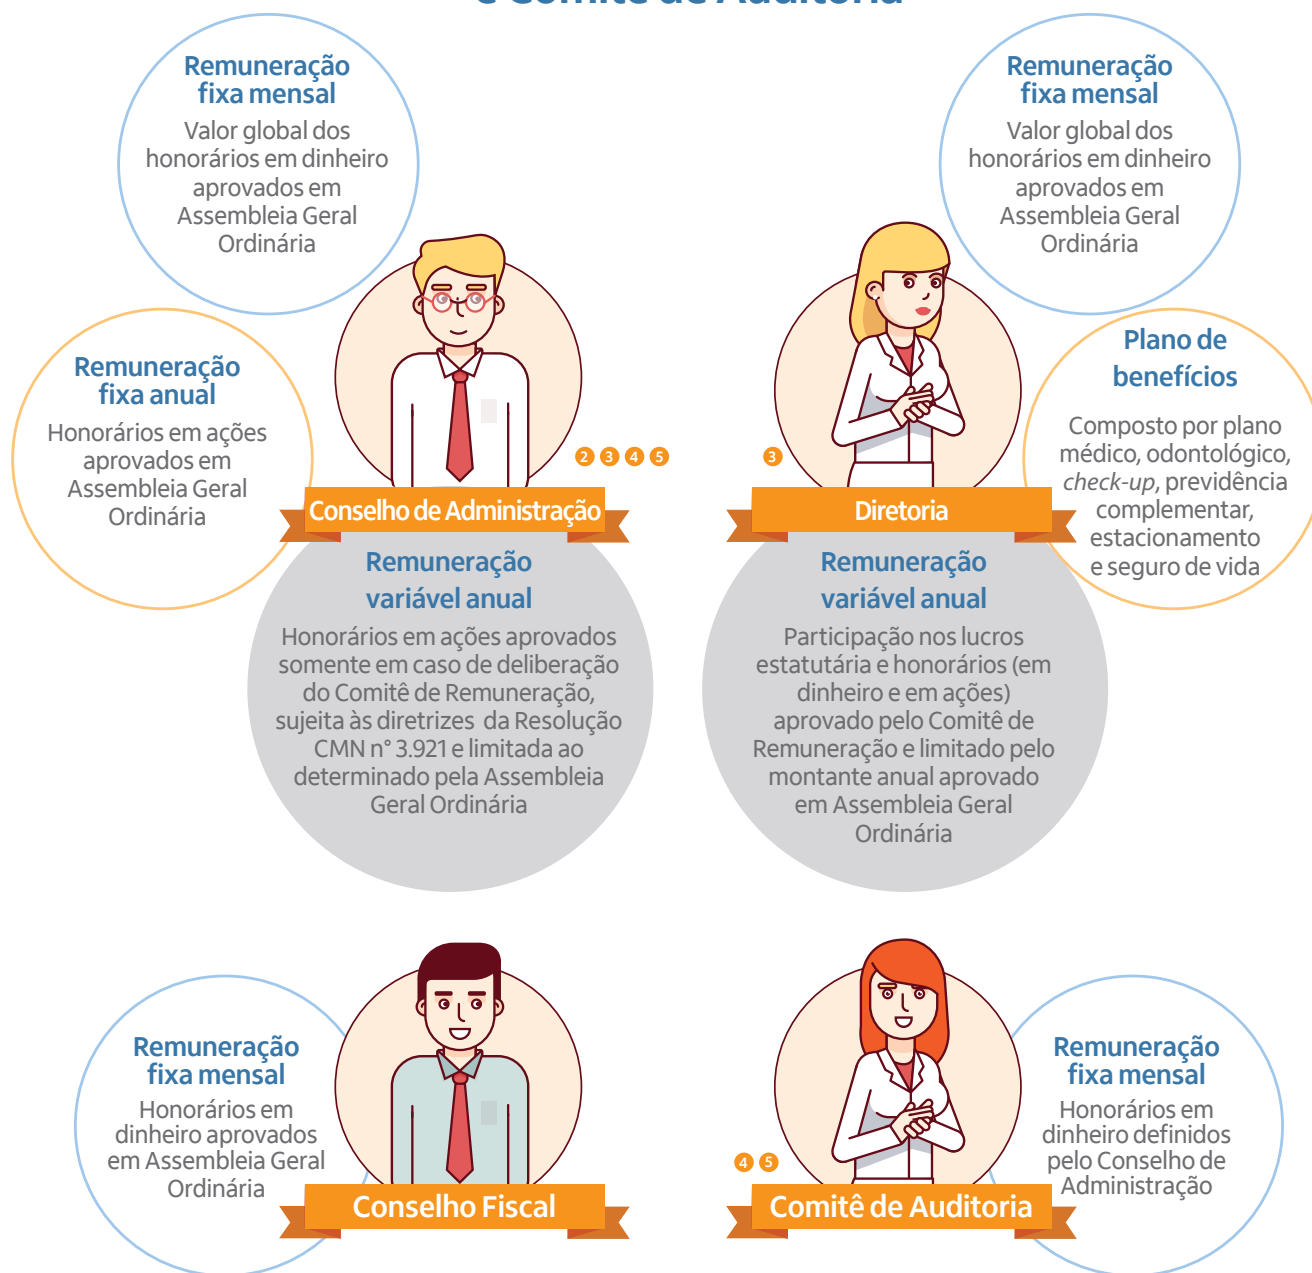 e Comitê de Auditoria
Remuneração
fixa mensal
Valor global dos
honorários em dinheiro
aprovados em
Assembleia Geral
Ordinária
Remuneração
fixa anual
Honorários em ações
aprovados em
Assembleia Geral
Ordinária
2 3 4 5
Conselho de Administração
Remuneração
variável anual
Honorários em ações aprovados
somente em caso de deliberação
do Comitê de Remuneração,
sujeita às diretrizes da Resolução
CMN n° 3.921 e limitada ao
determinado pela Assembleia
Geral Ordinária
Remuneração
fixa mensal
Valor global dos
honorários em dinheiro
aprovados em
Assembleia Geral
Ordinária
Plano de
benefícios
Composto por plano
médico, odontológico,
check-up, previdência
complementar,
estacionamento
e seguro de vida
3
Diretoria
Remuneração
variável anual
Participação nos lucros
estatutária e honorários (em
dinheiro e em ações)
aprovado pelo Comitê de
Remuneração e limitado pelo
montante anual aprovado
em Assembleia Geral
Ordinária
Remuneração
fixa mensal
Honorários em
dinheiro aprovados
em Assembleia Geral
Ordinária
Conselho Fiscal
4 5
Comitê de Auditoria
Remuneração
fixa mensal
Honorários em
dinheiro definidos
pelo Conselho de
Administração